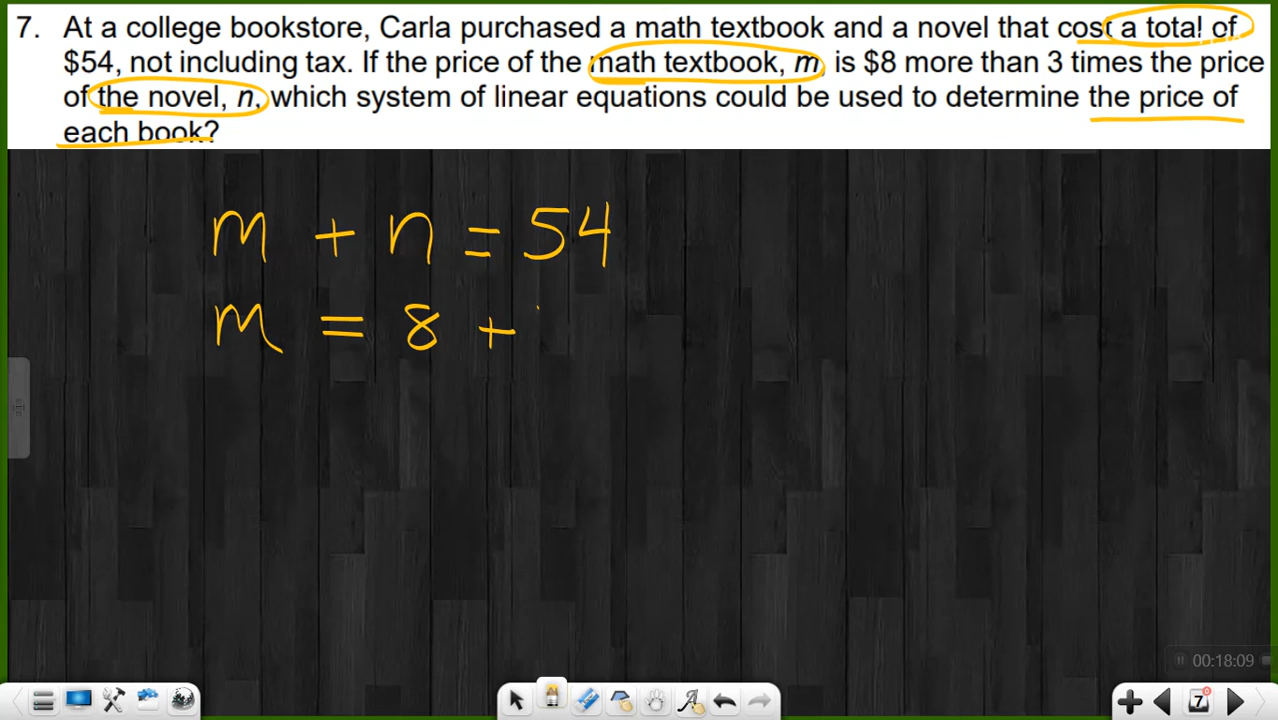 7. At a college bookstore, Carla purchased a math textbook and a novel that cost a total of
$54, not including tax. If the price of the math textbook, m, is $8 more than 3 times the price
of the novel, n, which system of linear equations could be used to determine the price of
each book?
m + n = 54
m = 8 +
00:18:09
7